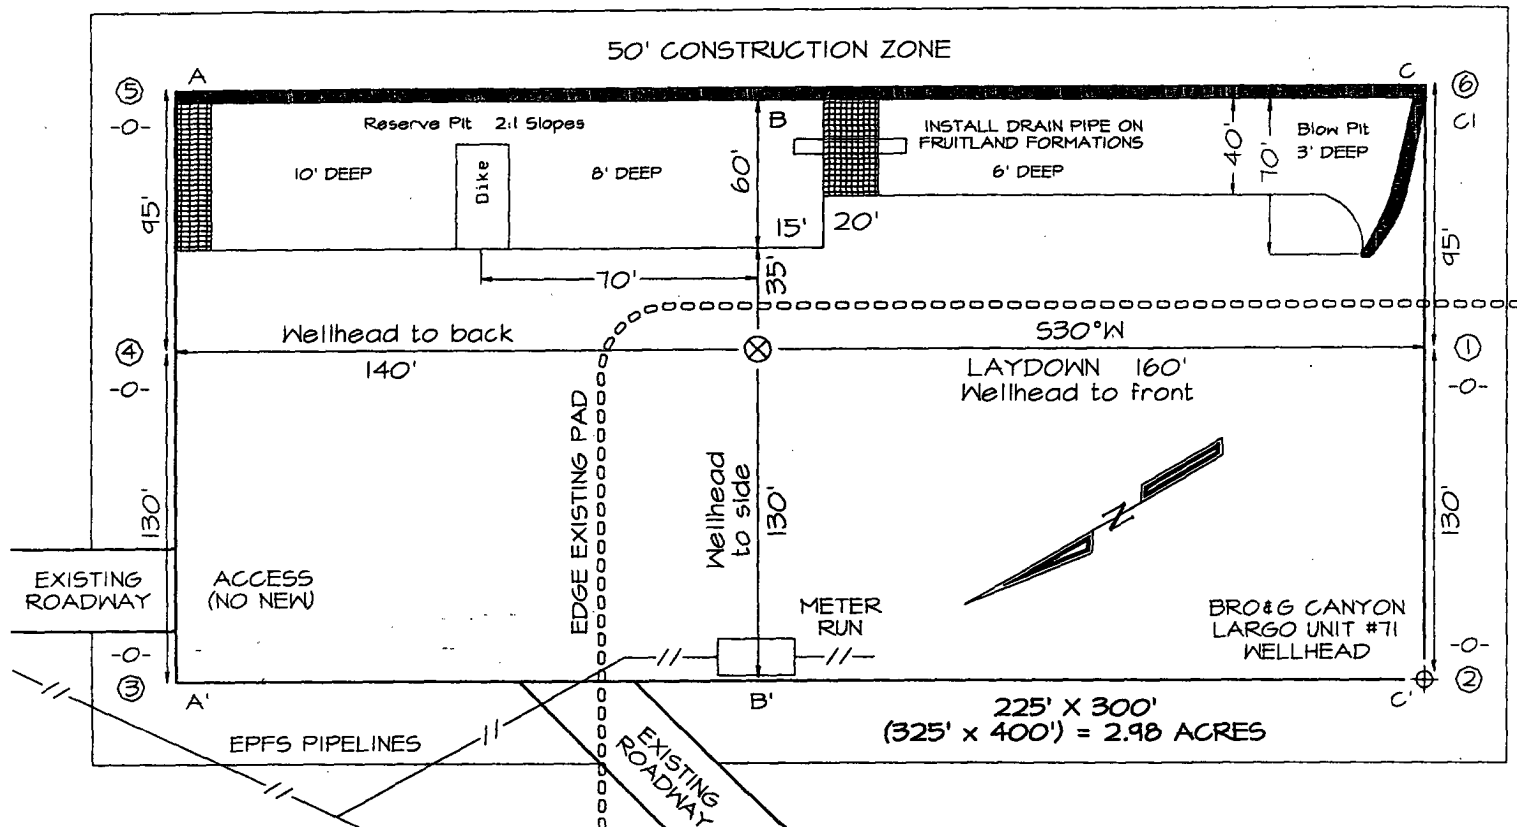 50' CONSTRUCTION ZONE
5
A
C
6
-0-
Reserve Pit 2:1 Slopes
B
INSTALL DRAIN PIPE ON
FRUITLAND FORMATIONS
Blow Pit
3' DEEP
C1
10' DEEP
Dike
8' DEEP
60'
6' DEEP
40'
70'
95'
15'
20'
95'
70'
35'
Wellhead to back
S30°W
4
1
140'
LAYDOWN 160'
Wellhead to front
-0-
-0-
EDGE EXISTING PAD
Wellhead
to side
130'
N
130'
130'
EXISTING
ROADWAY
ACCESS
(NO NEW)
METER
RUN
BRO&G CANYON
LARGO UNIT #71
WELLHEAD
-0-
-0-
3
A'
B'
C'
2
225' X 300'
(325' x 400') = 2.98 ACRES
EPFS PIPELINES
EXISTING
ROADWAY